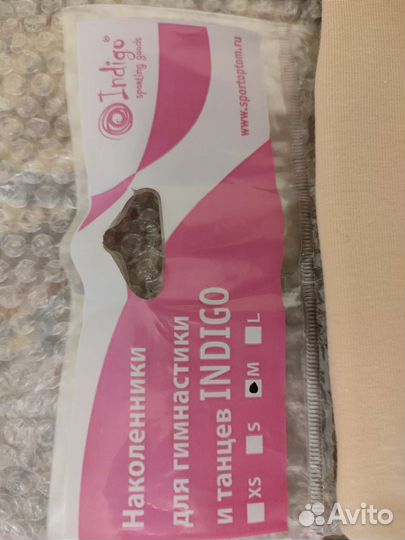 Indigo®
sporting goods
www.sportoptom.ru
Наколенники
для гимнастики
и танцев INDIGO
XS S M L
Avito